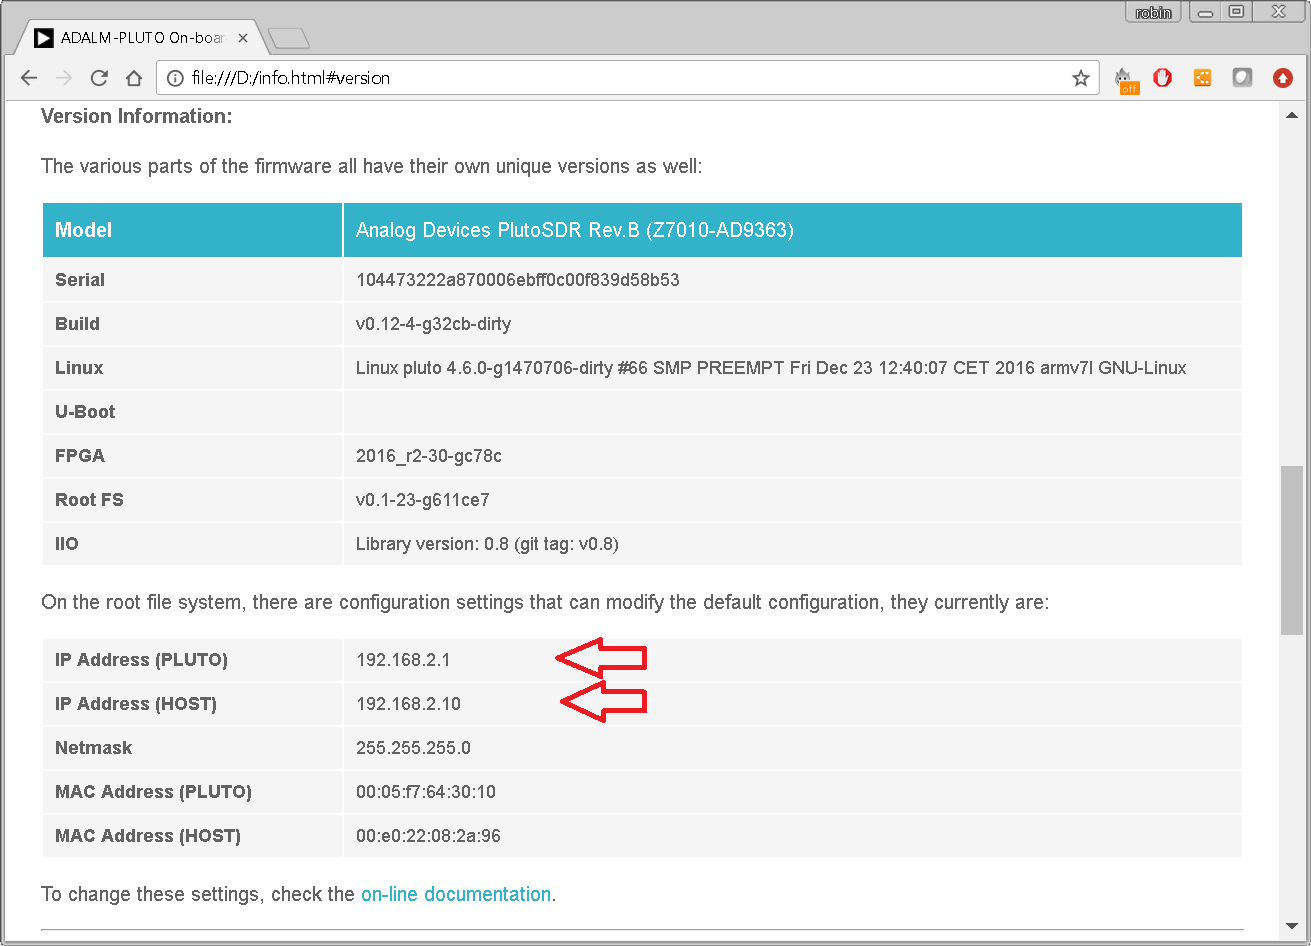 robin
ADALM-PLUTO On-boar
file:///D:/info.html#version
off
Version Information:
The various parts of the firmware all have their own unique versions as well:
Model Analog Devices PlutoSDR Rev.B (Z7010-AD9363)
Serial 104473222a870006ebff0c00f839d58b53
Build v0.12-4-g32cb-dirty
Linux Linux pluto 4.6.0-g1470706-dirty #66 SMP PREEMPT Fri Dec 23 12:40:07 CET 2016 armv7l GNU-Linux
U-Boot
FPGA 2016_r2-30-gc78c
Root FS v0.1-23-g611ce7
IIO Library version: 0.8 (git tag: v0.8)
On the root file system, there are configuration settings that can modify the default configuration, they currently are:
IP Address (PLUTO) 192.168.2.1
IP Address (HOST) 192.168.2.10
Netmask 255.255.255.0
MAC Address (PLUTO) 00:05:f7:64:30:10
MAC Address (HOST) 00:e0:22:08:2a:96
To change these settings, check the on-line documentation.